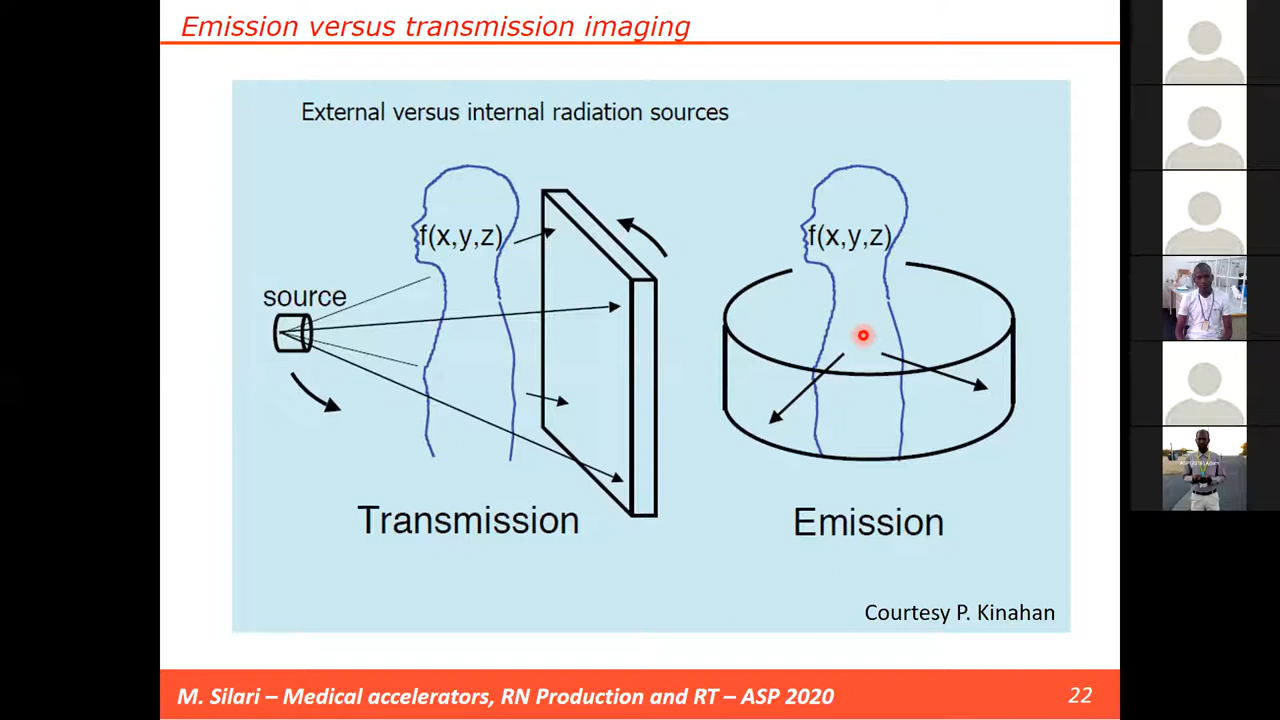 Emission versus transmission imaging
External versus internal radiation sources
f(x,y,z)
f(x,y,z)
source
Transmission
Emission
Courtesy P. Kinahan
M. Silari – Medical accelerators, RN Production and RT – ASP 2020
22